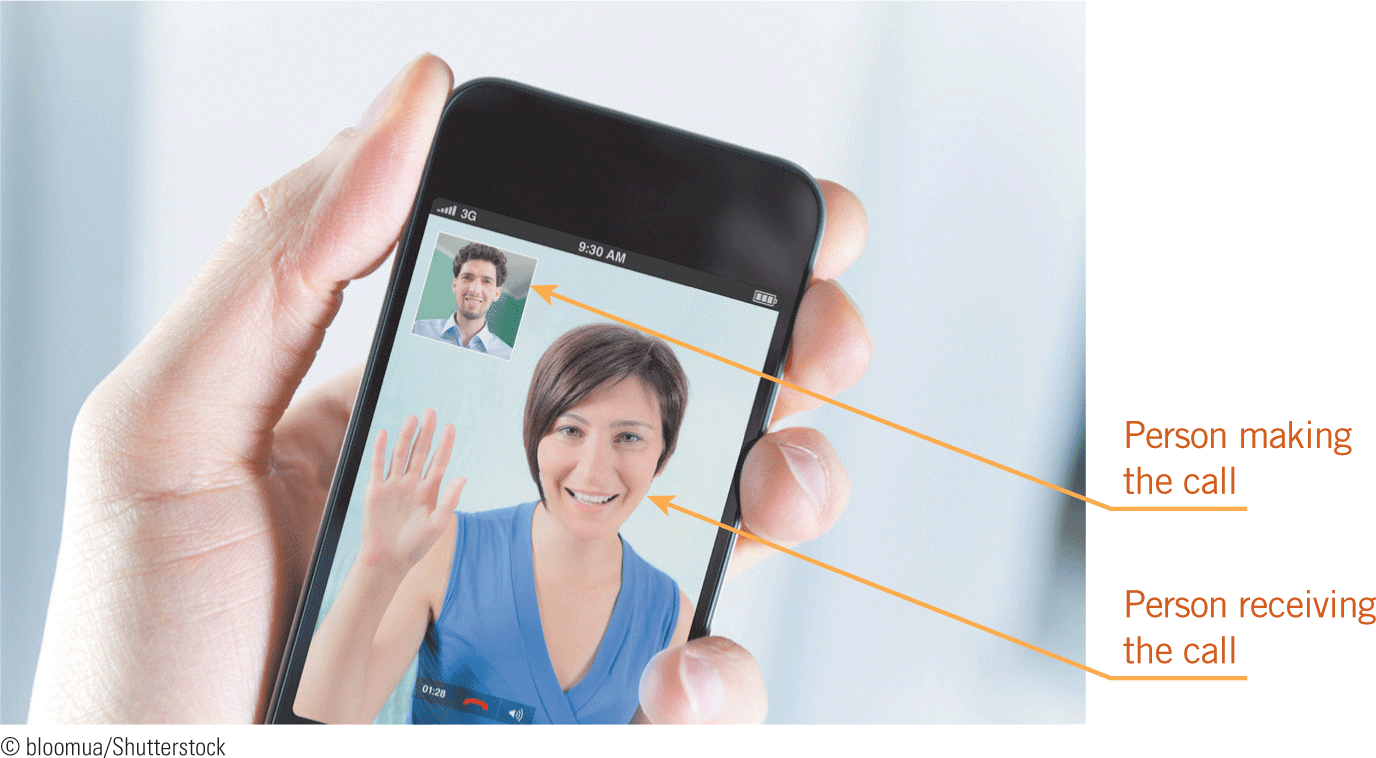 3G
9:30 AM
Person making
the call
Person receiving
the call
01:28
© bloomua/Shutterstock